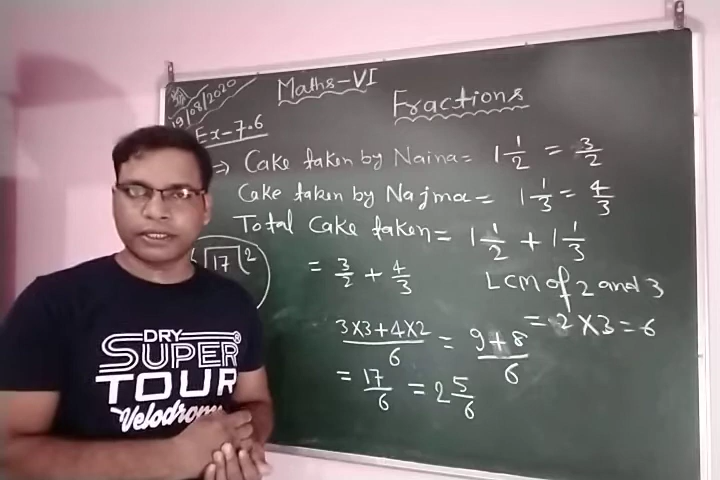 Maths-VI
Fractions
19/08/2020
Ex-7.6
⇒ Cake taken by Naina = 1 1/2 = 3/2
Cake taken by Najma = 1 1/3 = 4/3
Total Cake taken = 1 1/2 + 1 1/3
= 3/2 + 4/3
LCM of 2 and 3
= 2 × 3 = 6
(3×3+4×2)/6 = (9+8)/6
= 17/6 = 2 5/6
17 2
DRY
SUPER
TOUR
Velodrome